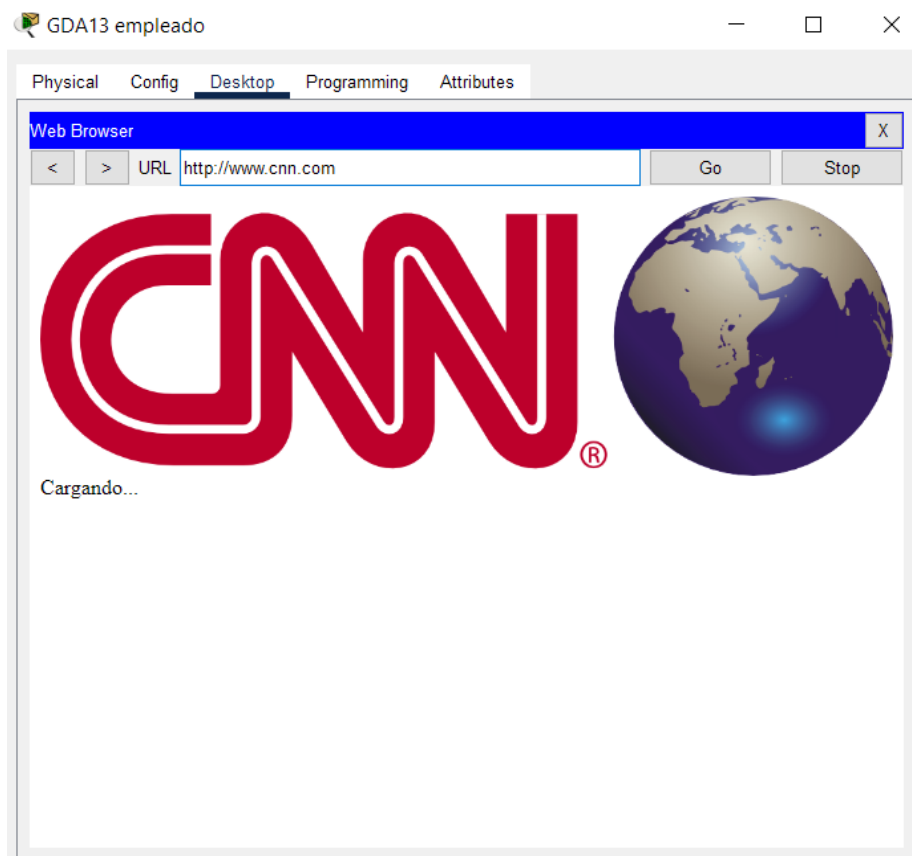 GDA13 empleado
Physical Config Desktop Programming Attributes
Web Browser X
< > URL http://www.cnn.com Go Stop
CNN®
Cargando...